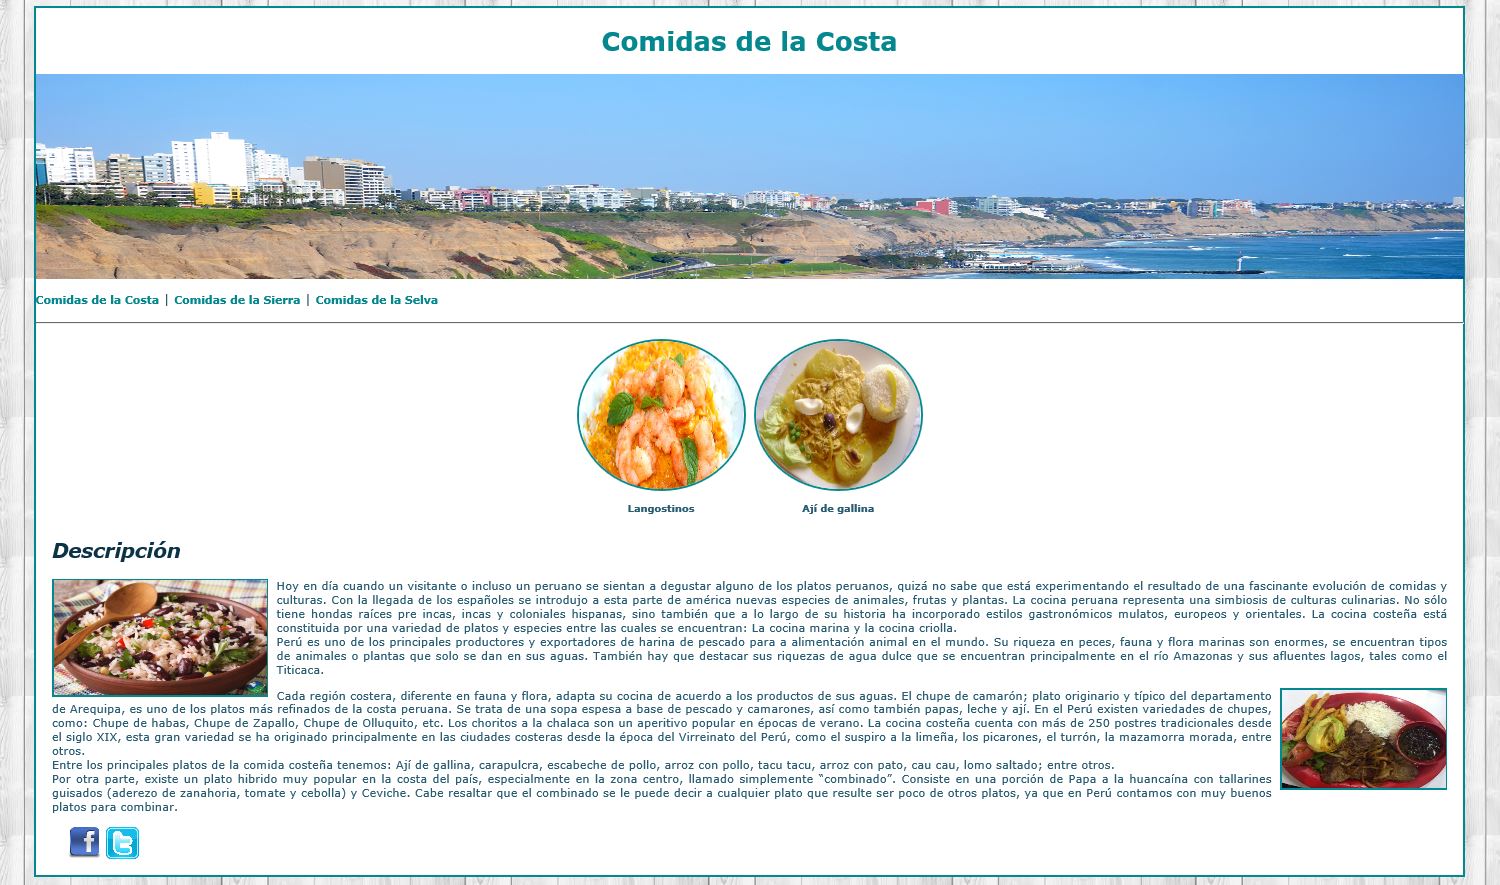 Comidas de la Costa
Comidas de la Costa | Comidas de la Sierra | Comidas de la Selva
Langostinos
Ají de gallina
Descripción
Hoy en día cuando un visitante o incluso un peruano se sientan a degustar alguno de los platos peruanos, quizá no sabe que está experimentando el resultado de una fascinante evolución de comidas y
culturas. Con la llegada de los españoles se introdujo a esta parte de américa nuevas especies de animales, frutas y plantas. La cocina peruana representa una simbiosis de culturas culinarias. No sólo
tiene hondas raíces pre incas, incas y coloniales hispanas, sino también que a lo largo de su historia ha incorporado estilos gastronómicos mulatos, europeos y orientales. La cocina costeña está
constituida por una variedad de platos y especies entre las cuales se encuentran: La cocina marina y la cocina criolla.
Perú es uno de los principales productores y exportadores de harina de pescado para a alimentación animal en el mundo. Su riqueza en peces, fauna y flora marinas son enormes, se encuentran tipos
de animales o plantas que solo se dan en sus aguas. También hay que destacar sus riquezas de agua dulce que se encuentran principalmente en el río Amazonas y sus afluentes lagos, tales como el
Titicaca.
Cada región costera, diferente en fauna y flora, adapta su cocina de acuerdo a los productos de sus aguas. El chupe de camarón; plato originario y típico del departamento
de Arequipa, es uno de los platos más refinados de la costa peruana. Se trata de una sopa espesa a base de pescado y camarones, así como también papas, leche y ají. En el Perú existen variedades de chupes,
como: Chupe de habas, Chupe de Zapallo, Chupe de Olluquito, etc. Los choritos a la chalaca son un aperitivo popular en épocas de verano. La cocina costeña cuenta con más de 250 postres tradicionales desde
el siglo XIX, esta gran variedad se ha originado principalmente en las ciudades costeras desde la época del Virreinato del Perú, como el suspiro a la limeña, los picarones, el turrón, la mazamorra morada, entre
otros.
Entre los principales platos de la comida costeña tenemos: Ají de gallina, carapulcra, escabeche de pollo, arroz con pollo, tacu tacu, arroz con pato, cau cau, lomo saltado; entre otros.
Por otra parte, existe un plato hibrido muy popular en la costa del país, especialmente en la zona centro, llamado simplemente “combinado”. Consiste en una porción de Papa a la huancaína con tallarines
guisados (aderezo de zanahoria, tomate y cebolla) y Ceviche. Cabe resaltar que el combinado se le puede decir a cualquier plato que resulte ser poco de otros platos, ya que en Perú contamos con muy buenos
platos para combinar.